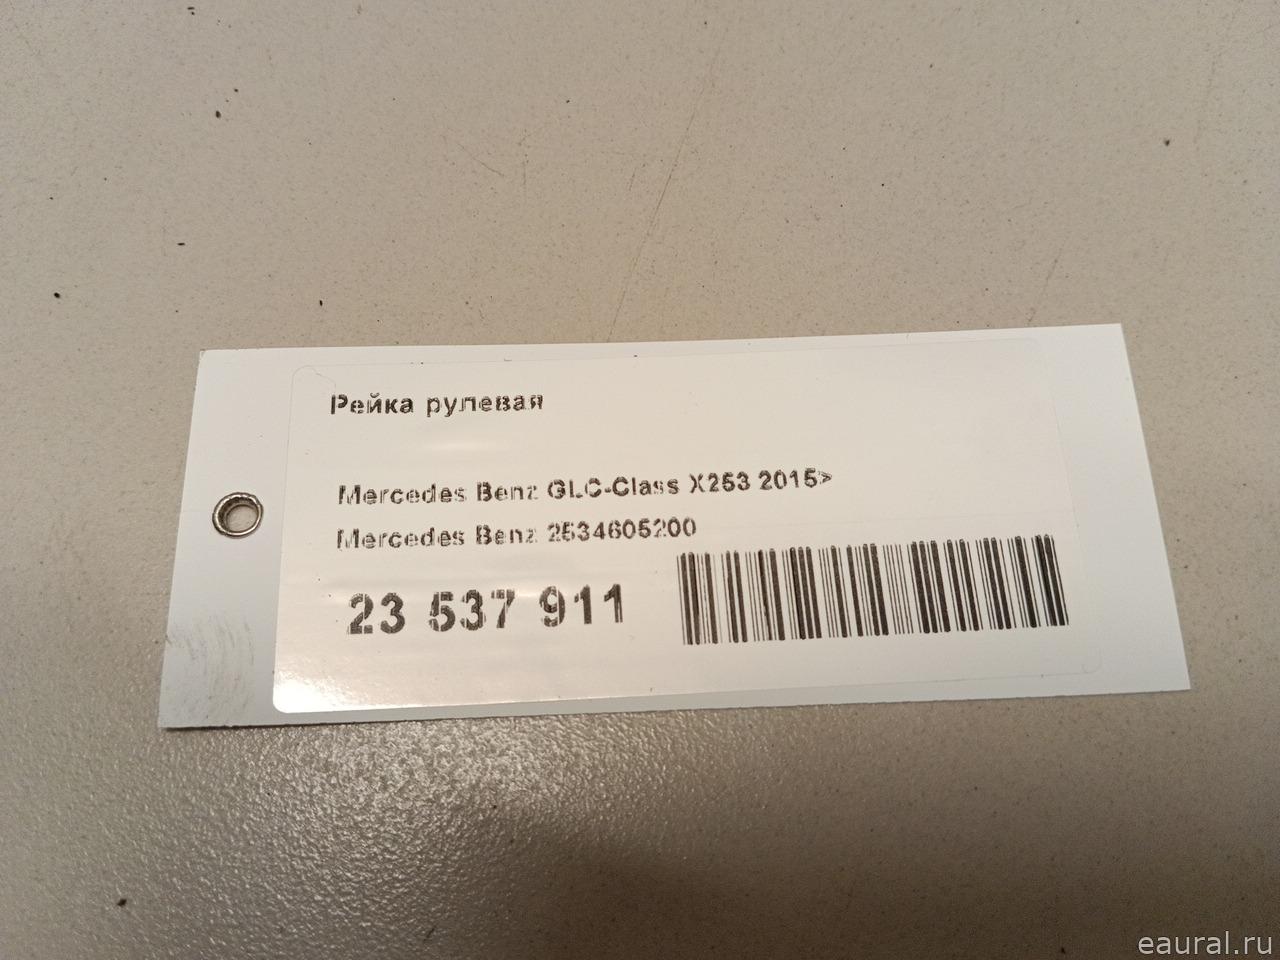 Рейка рулевая
Mercedes Benz GLC-Class X253 2015>
Mercedes Benz 2534605200
23 537 911
eaural.ru